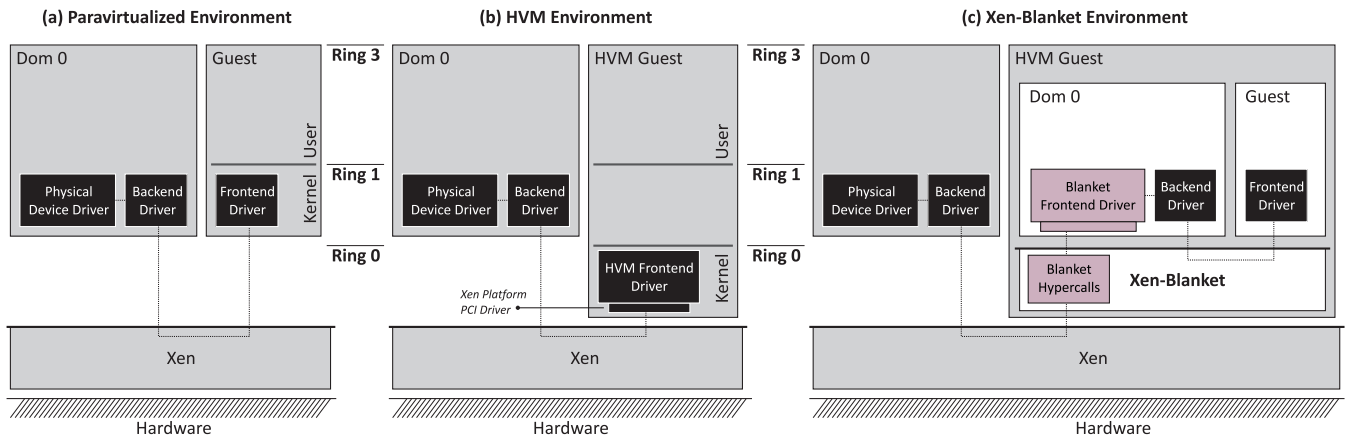 (a) Paravirtualized Environment
Dom 0
Guest
User
Kernel
Physical
Device Driver
Backend
Driver
Frontend
Driver
Xen
Hardware
Ring 3
Ring 1
Ring 0
(b) HVM Environment
Dom 0
HVM Guest
User
Kernel
Physical
Device Driver
Backend
Driver
HVM Frontend
Driver
Xen Platform
PCI Driver
Xen
Hardware
Ring 3
Ring 1
Ring 0
(c) Xen-Blanket Environment
Dom 0
HVM Guest
Dom 0
Guest
Physical
Device Driver
Backend
Driver
Blanket
Frontend Driver
Backend
Driver
Frontend
Driver
Blanket
Hypercalls
Xen-Blanket
Xen
Hardware